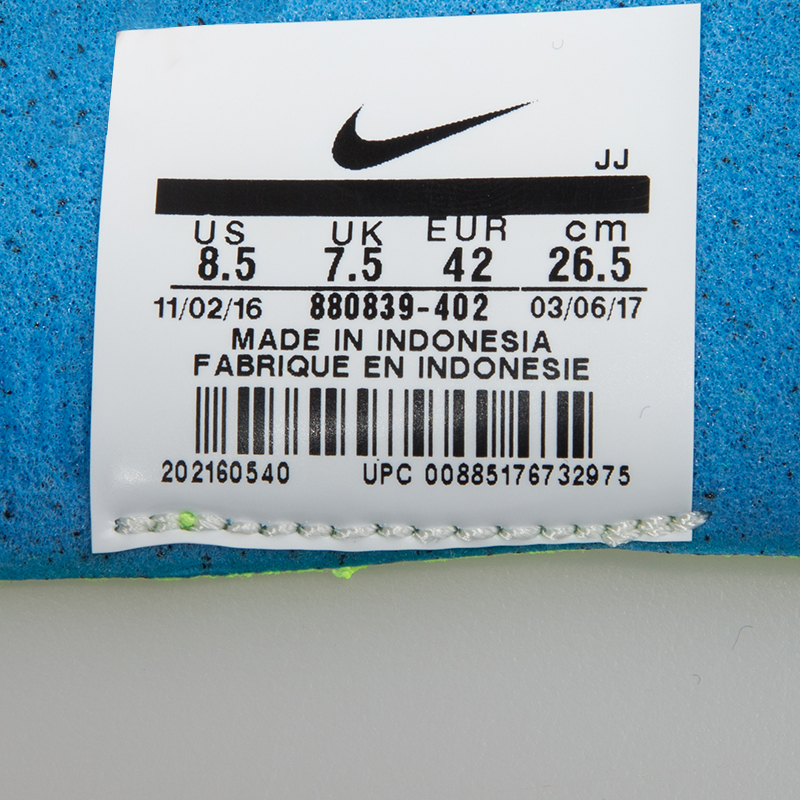 JJ
US UK EUR cm
8.5 7.5 42 26.5
11/02/16 880839-402 03/06/17
MADE IN INDONESIA
FABRIQUE EN INDONESIE
202160540 UPC 00885176732975